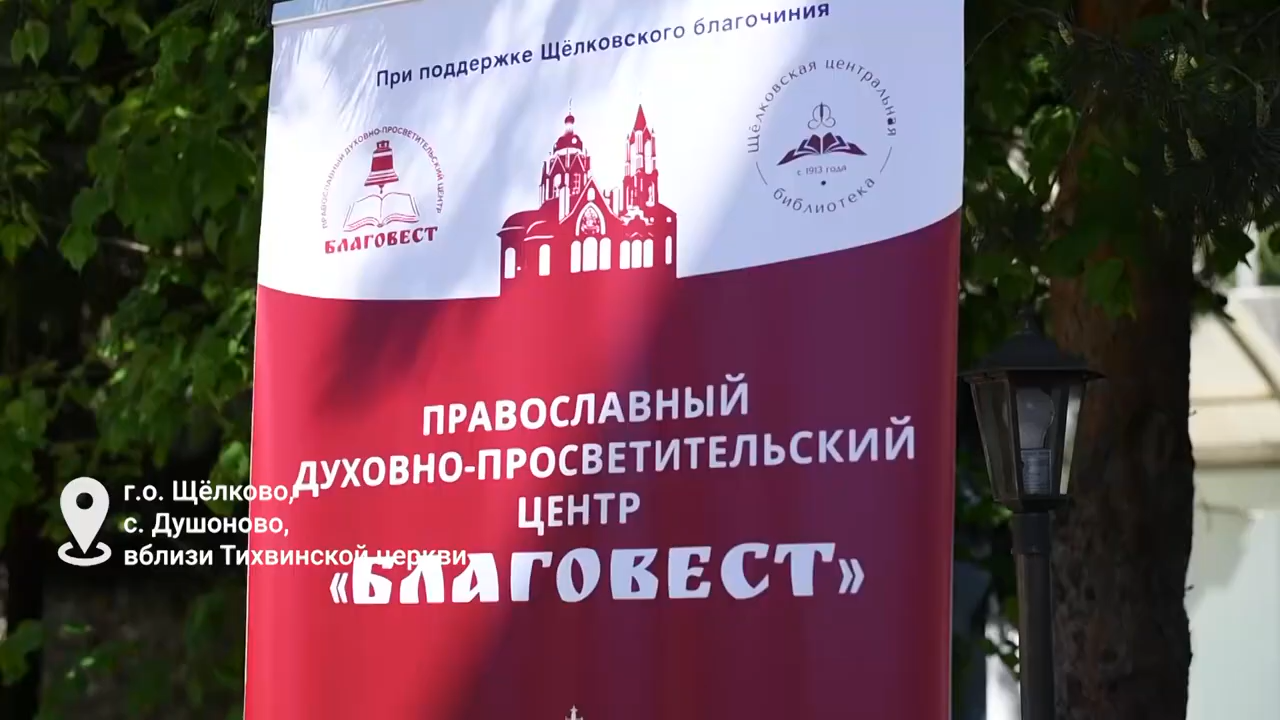 При поддержке Щёлковского благочиния
ПРАВОСЛАВНЫЙ ДУХОВНО-ПРОСВЕТИТЕЛЬСКИЙ ЦЕНТР
БЛАГОВЕСТ
Щёлковская центральная
с 1913 года
библиотека
ПРАВОСЛАВНЫЙ
ДУХОВНО-ПРОСВЕТИТЕЛЬСКИЙ
ЦЕНТР
«БЛАГОВЕСТ»
г.о. Щёлково,
с. Душоново,
вблизи Тихвинской церкви